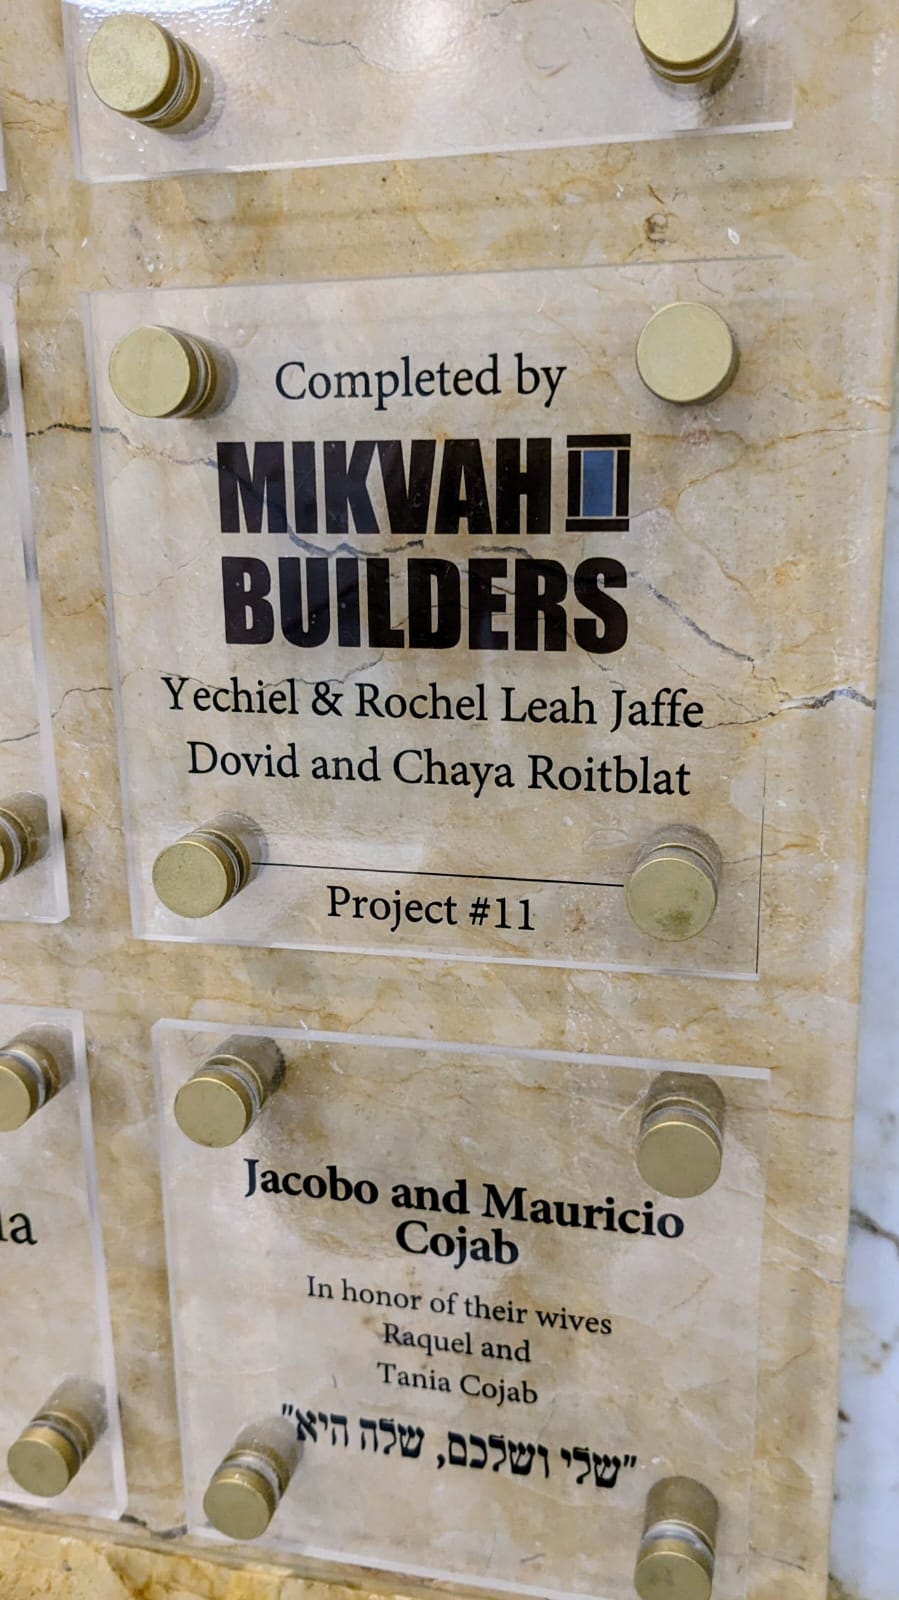 Completed by
MIKVAH
BUILDERS
Yechiel & Rochel Leah Jaffe
Dovid and Chaya Roitblat
Project #11
la
Jacobo and Mauricio
Cojab
In honor of their wives
Raquel and
Tania Cojab
"שלי ושלכם, שלה היא"